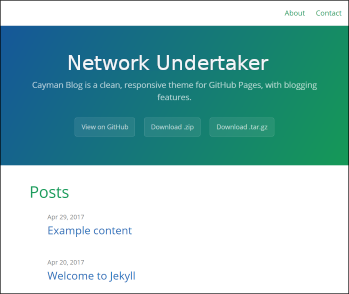 About Contact
Network Undertaker
Cayman Blog is a clean, responsive theme for GitHub Pages, with blogging
features.
View on GitHub Download .zip Download .tar.gz
Posts
Apr 29, 2017
Example content
Apr 20, 2017
Welcome to Jekyll